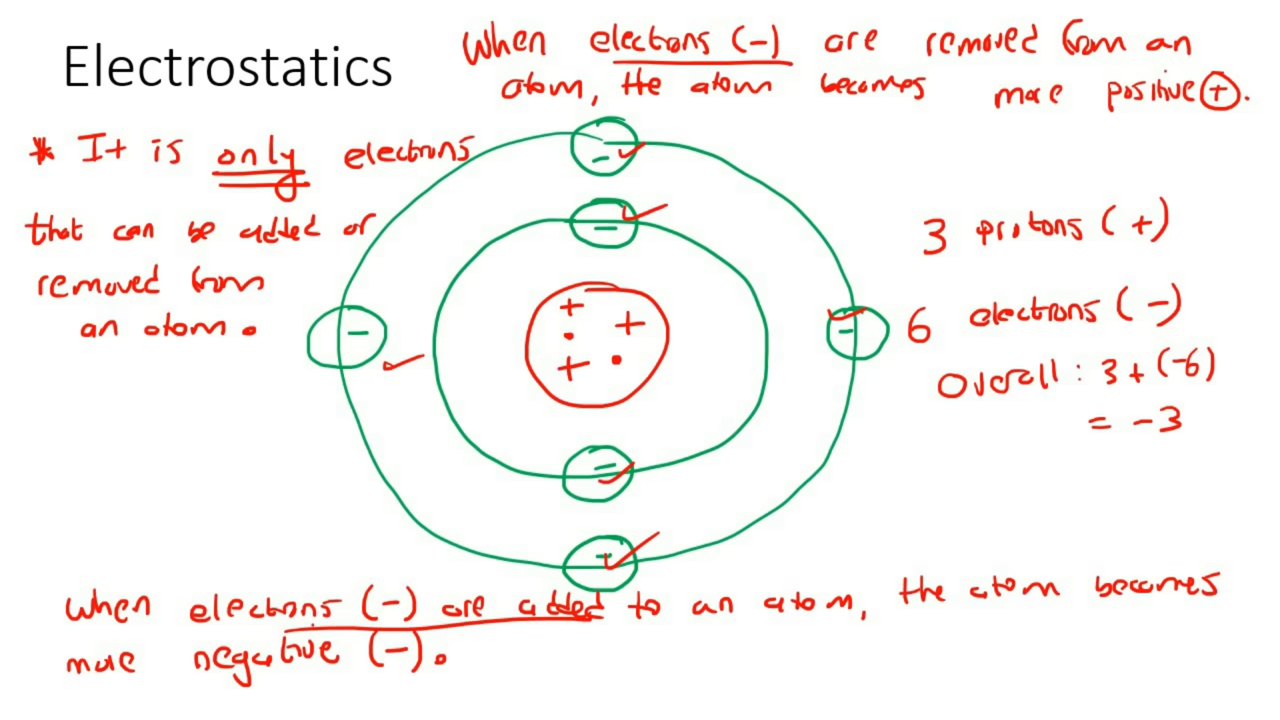 Electrostatics
When electrons (-) are removed from an
atom, the atom becomes more positive (+).
* It is only electrons
that can be added or
removed from
an atom.
3 protons (+)
6 electrons (-)
Overall : 3 + (-6)
= -3
When electrons (-) are added to an atom, the atom becomes
more negative (-).